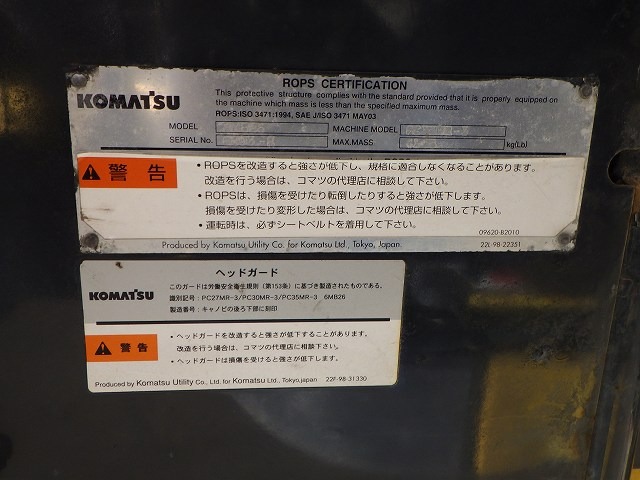 KOMATSU
ROPS CERTIFICATION
This protective structure complies with the standard provided that it is properly equipped on
the machine which mass is less than the specified maximum mass.
ROPS:ISO 3471:1994, SAE J/ISO 3471 MAY03
MODEL MACHINE MODEL
SERIAL No. MAX.MASS kg(Lb)
警告
・ROPSを改造すると強さが低下し、規格に適合しなくなることがあります。
改造を行う場合は、コマツの代理店に相談して下さい。
・ROPSは、損傷を受けたり転倒したりすると強さが低下します。
損傷を受けたり変形した場合は、コマツの代理店に相談して下さい。
・運転時は、必ずシートベルトを着用して下さい。
09620-B2010
Produced by Komatsu Utility Co. for Komatsu Ltd., Tokyo, Japan 22L-98-22351
ヘッドガード
KOMATSU
このガードは労働安全衛生規則（第153条）に基づき製造されたものである。
識別記号：PC27MR-3/PC30MR-3/PC35MR-3 6MB26
製造番号：キャノピの後ろ下部に刻印
警告
・ヘッドガードを改造すると強さが低下することがあります。
改造を行う場合は、コマツの代理店に相談して下さい。
・ヘッドガードは損傷を受けると強さが低下します。
Produced by Komatsu Utility Co., Ltd. for Komatsu Ltd., Tokyo,japan 22F-98-31330